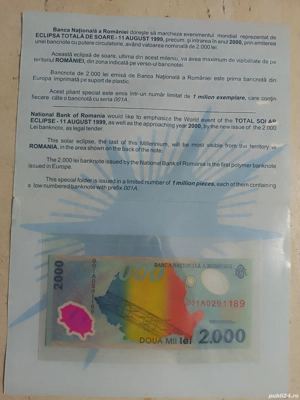 Banca Națională a României dorește să marcheze evenimentul mondial reprezentat de
ECLIPSA TOTALĂ DE SOARE - 11 AUGUST 1999, precum și intrarea în anul 2000, prin emiterea
unei bancnote cu putere circulatorie, având valoarea nominală de 2.000 lei.
Această eclipsă de soare, ultima din acest mileniu, va avea maximum de vizibilitate de pe
teritoriul ROMÂNIEI, din zona indicată pe verso-ul bancnotei.
Bancnota de 2.000 lei emisă de Banca Națională a României este prima bancnotă din
Europa imprimată pe suport de plastic.
Acest pliant special este emis într-un număr limitat de 1 milion exemplare, care conțin
fiecare câte o bancnotă cu seria 001A.
National Bank of Romania would like to emphasize the World event of the TOTAL SOLAR
ECLIPSE - 11 AUGUST 1999, as well as the approaching year 2000, by the new issue of the 2.000
Lei banknote, as legal tender.
This solar eclipse, the last of this Millennium, will be most visible from the territory of
ROMANIA, in the area shown on the back of the note.
The 2.000 lei banknote issued by the National Bank of Romania is the first polymer banknote
issued in Europe.
This special folder is issued in a limited number of 1 million pieces, each of them containing
a low numbered banknote with prefix 001A.
2000
BANCA NAȚIONALĂ A ROMÂNIEI
001A0291189
2.000
DOUĂ MII lei
publi24.ro